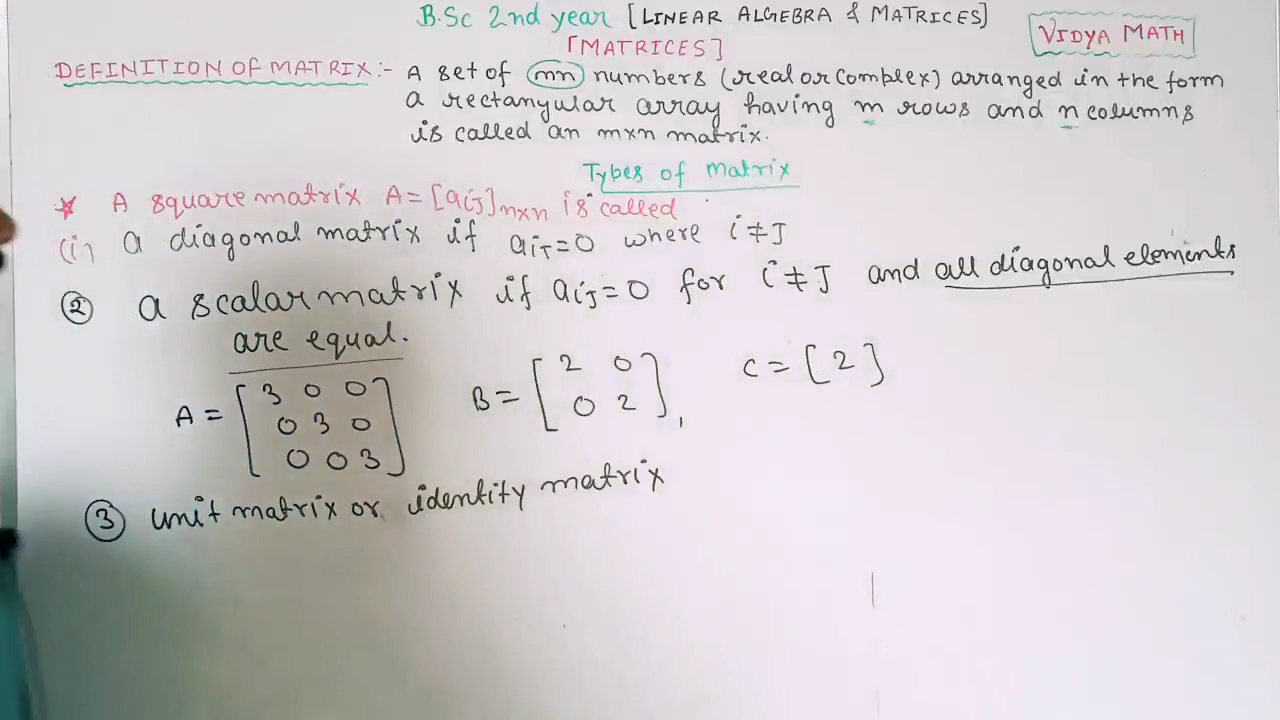 B.Sc 2nd year [LINEAR ALGEBRA & MATRICES]
VIDYA MATH
[MATRICES]
DEFINITION OF MATRIX:- A set of mn numbers (real or complex) arranged in the form
a rectangular array having m rows and n columns
is called an mxn matrix.
Types of matrix
* A square matrix A = [aij]nxn is called
(i) a diagonal matrix if aij=0 where i≠J
② a scalar matrix if aij=0 for i≠J and all diagonal elements
are equal.
A = [3 0 0 B = [2 0 C = [2]
0 3 0 0 2],
0 0 3]
③ unit matrix or identity matrix